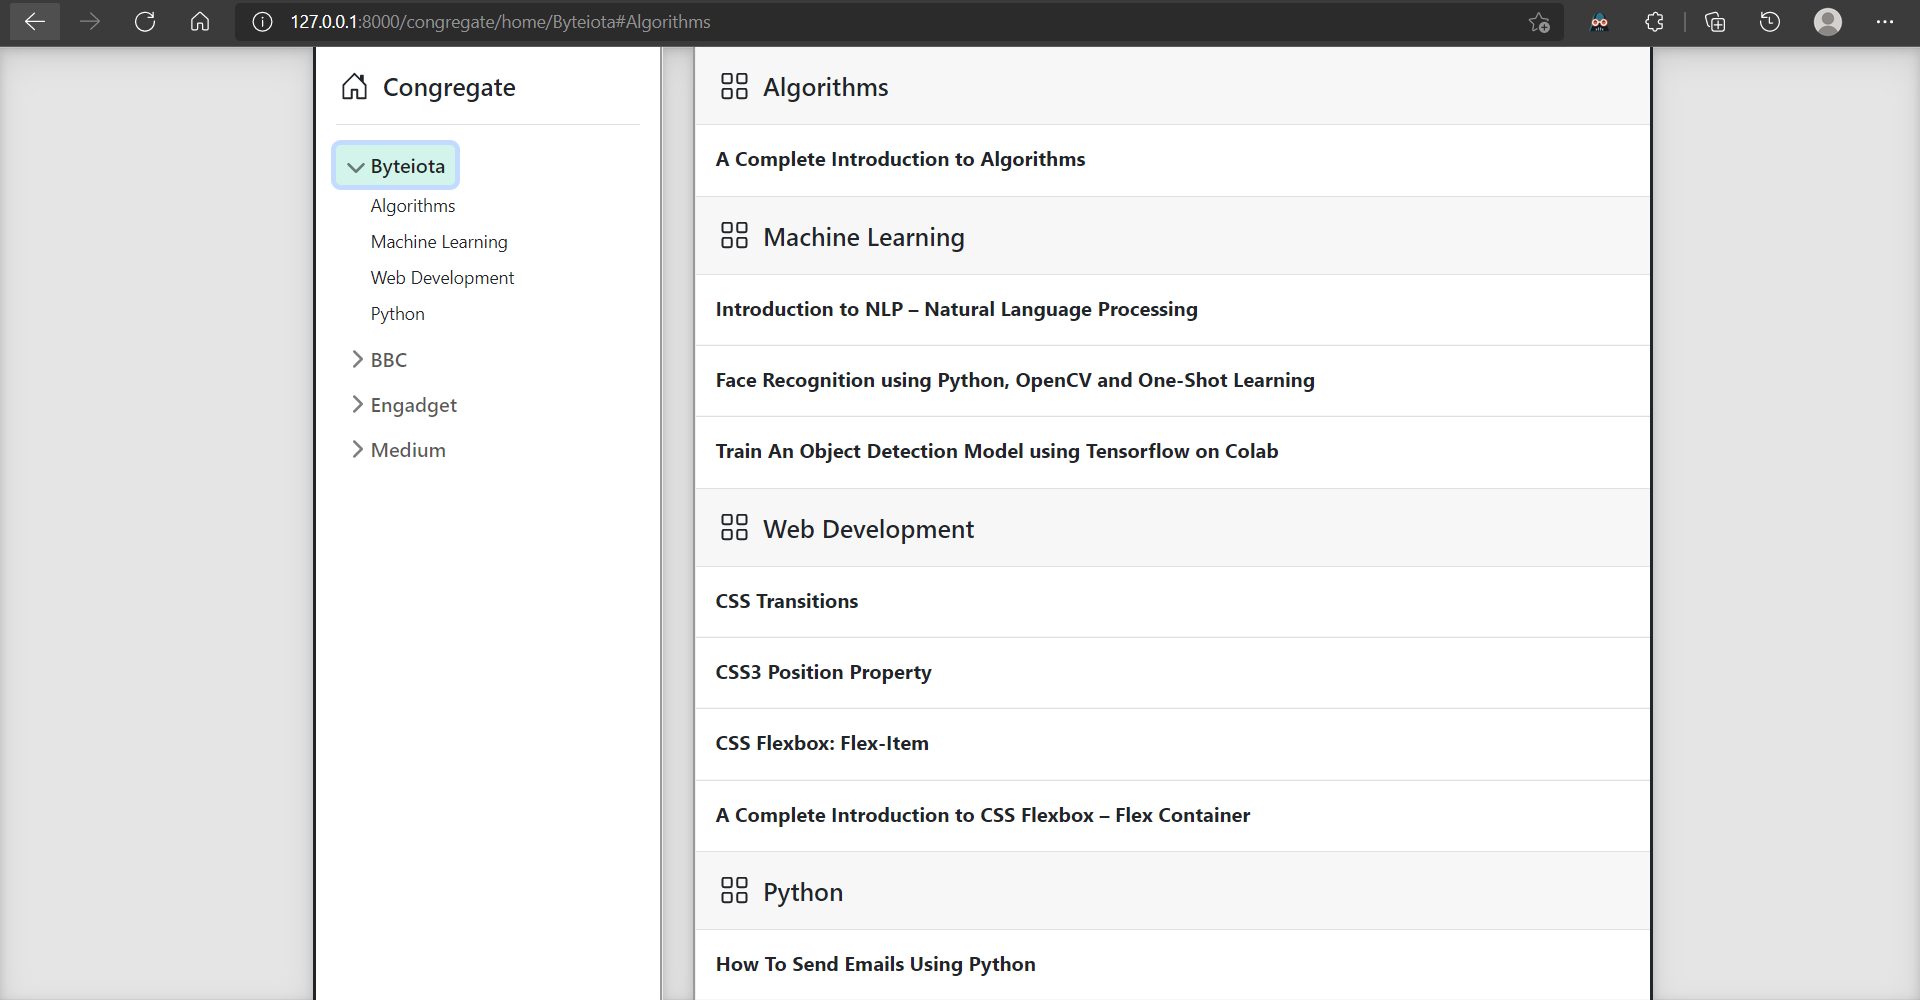 127.0.0.1:8000/congregate/home/Byteiota#Algorithms
Congregate
Byteiota
Algorithms
Machine Learning
Web Development
Python
BBC
Engadget
Medium
Algorithms
A Complete Introduction to Algorithms
Machine Learning
Introduction to NLP – Natural Language Processing
Face Recognition using Python, OpenCV and One-Shot Learning
Train An Object Detection Model using Tensorflow on Colab
Web Development
CSS Transitions
CSS3 Position Property
CSS Flexbox: Flex-Item
A Complete Introduction to CSS Flexbox – Flex Container
Python
How To Send Emails Using Python